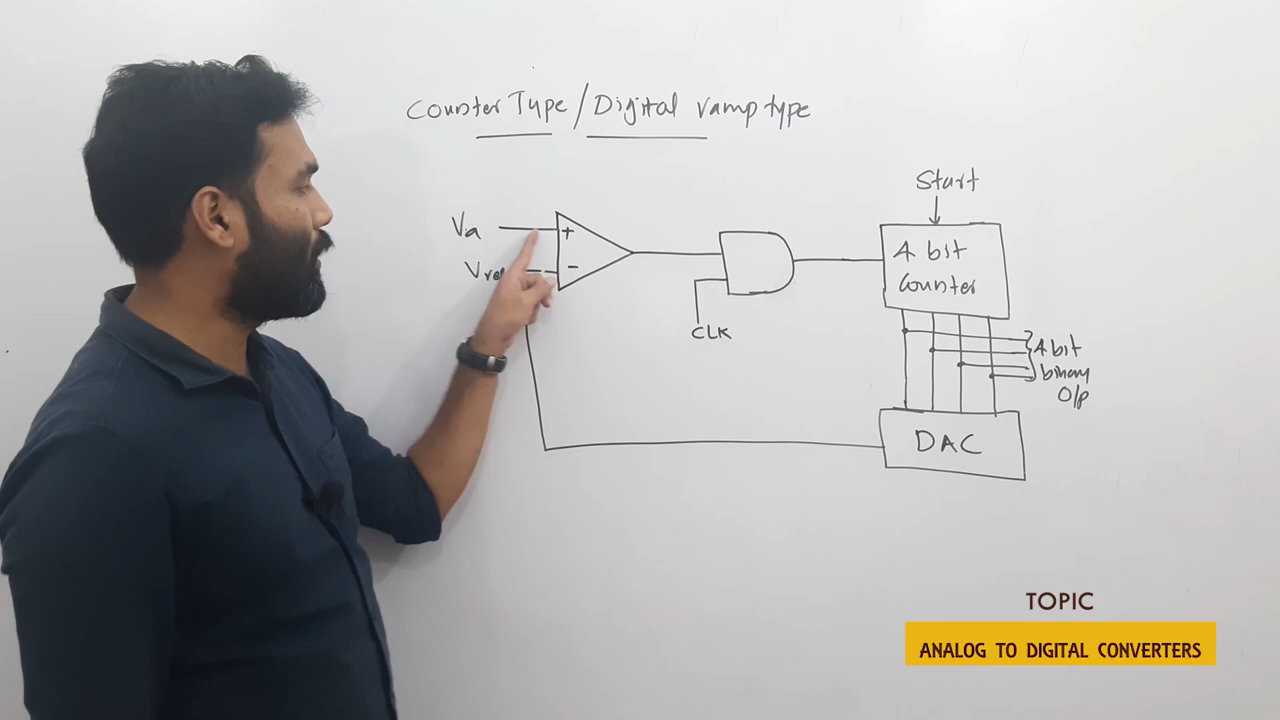 Counter Type / Digital ramp type
Start
Va
+
Vref
-
4 bit
Counter
CLK
4 bit
binary
O/p
DAC
TOPIC
ANALOG TO DIGITAL CONVERTERS